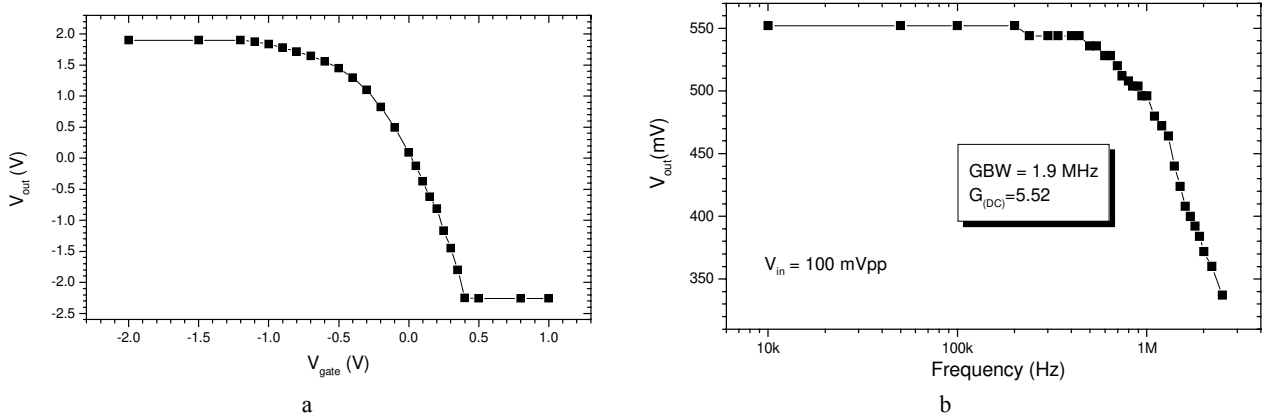 2.0
1.5
1.0
0.5
0.0
-0.5
-1.0
-1.5
-2.0
-2.5
V_out (V)
-2.0 -1.5 -1.0 -0.5 0.0 0.5 1.0
V_gate (V)
a
550
500
450
400
350
V_out(mV)
GBW = 1.9 MHz
G_(DC)=5.52
V_in = 100 mVpp
10k 100k 1M
Frequency (Hz)
b